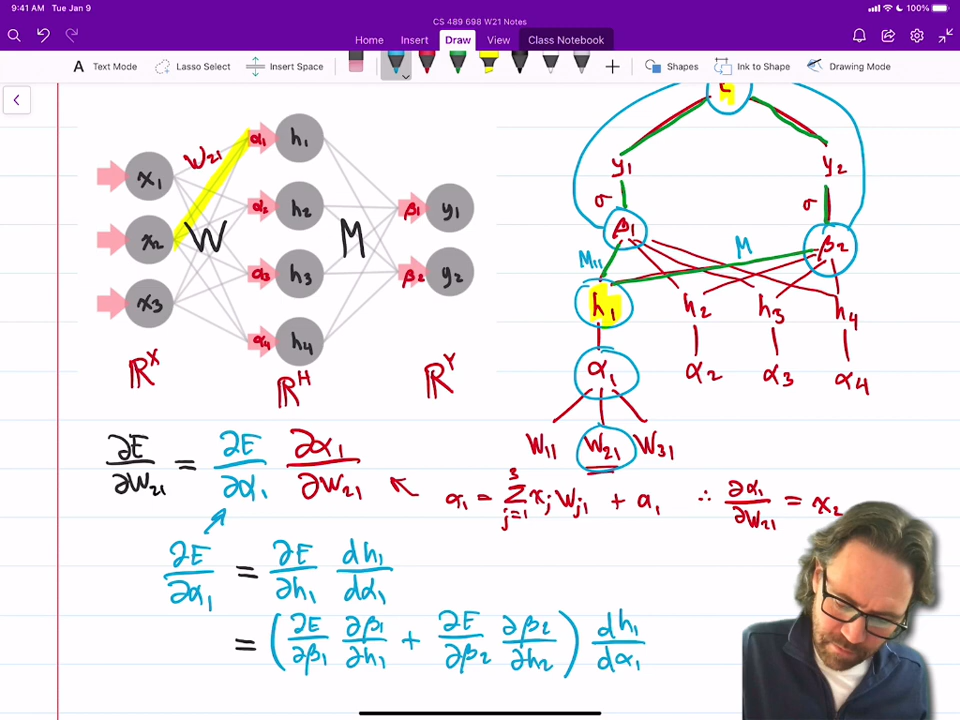 9:41 AM Tue Jan 9
100%
CS 489 698 W21 Notes
Home Insert Draw View Class Notebook
Text Mode Lasso Select Insert Space Shapes Ink to Shape Drawing Mode
E
W21 α1 h1
x1
α2 h2
β1 y1
x2 W M
α3 h3
β2 y2
x3
α4 h4
ℝ^X ℝ^H ℝ^Y
y1 y2
σ σ
β1 β2
M11 M
h1 h2 h3 h4
α1 α2 α3 α4
W11 W21 W31
∂E/∂W21 = ∂E/∂α1 ∂α1/∂W21
α1 = Σ_{j=1}^{3} xj Wj1 + a1 ∴ ∂α1/∂W21 = x2
∂E/∂α1 = ∂E/∂h1 dh1/dα1
= (∂E/∂β1 ∂β1/∂h1 + ∂E/∂β2 ∂β2/∂h2) dh1/dα1